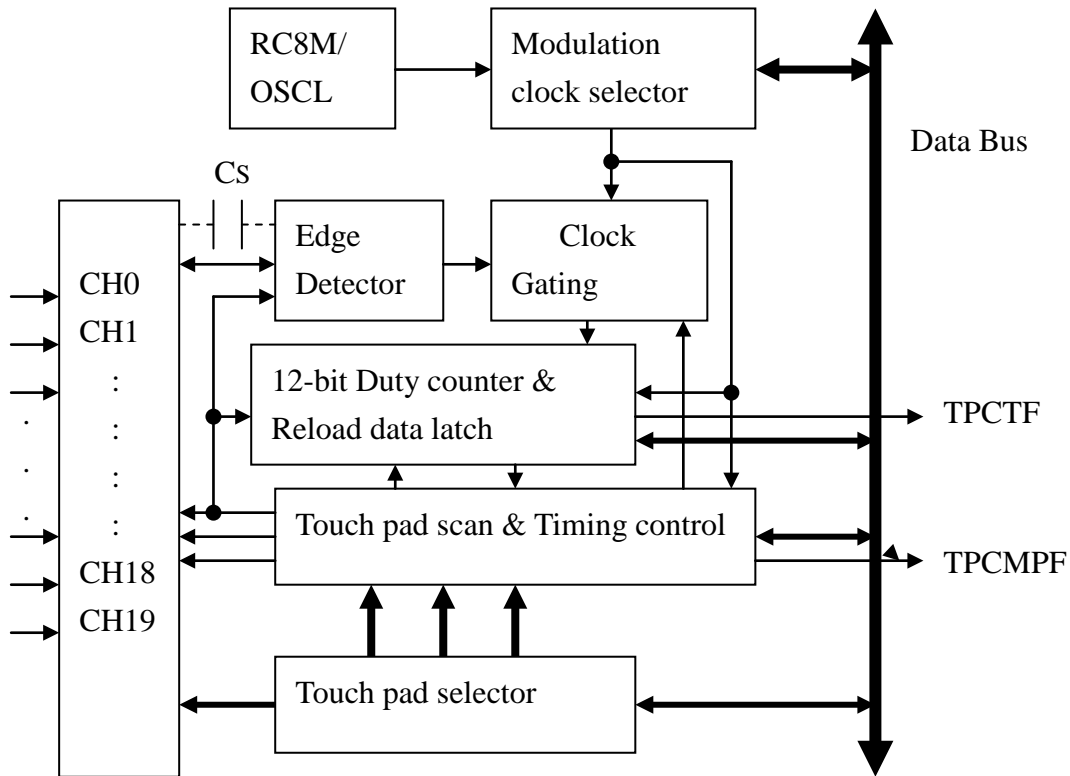 RC8M/
OSCL
Modulation
clock selector
Data Bus
Cs
Edge
Detector
Clock
Gating
CH0
CH1
:
:
:
:
CH18
CH19
.
.
.
12-bit Duty counter &
Reload data latch
TPCTF
Touch pad scan & Timing control
TPCMPF
Touch pad selector